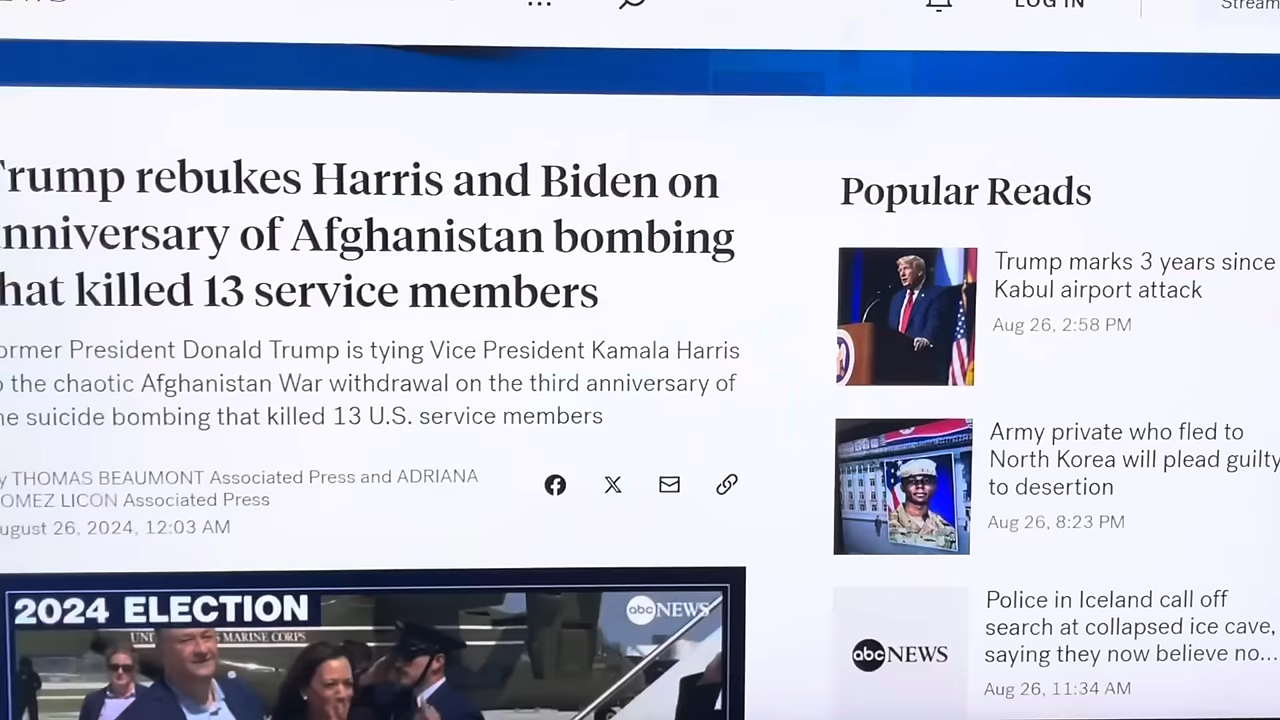 LOG IN
Stream
Trump rebukes Harris and Biden on
anniversary of Afghanistan bombing
that killed 13 service members
ormer President Donald Trump is tying Vice President Kamala Harris
o the chaotic Afghanistan War withdrawal on the third anniversary of
he suicide bombing that killed 13 U.S. service members
y THOMAS BEAUMONT Associated Press and ADRIANA
OMEZ LICON Associated Press
ugust 26, 2024, 12:03 AM
2024 ELECTION
abc NEWS
UNI S MARINE CORPS
Popular Reads
Trump marks 3 years since
Kabul airport attack
Aug 26, 2:58 PM
Army private who fled to
North Korea will plead guilty
to desertion
Aug 26, 8:23 PM
abc NEWS
Police in Iceland call off
search at collapsed ice cave,
saying they now believe no...
Aug 26, 11:34 AM